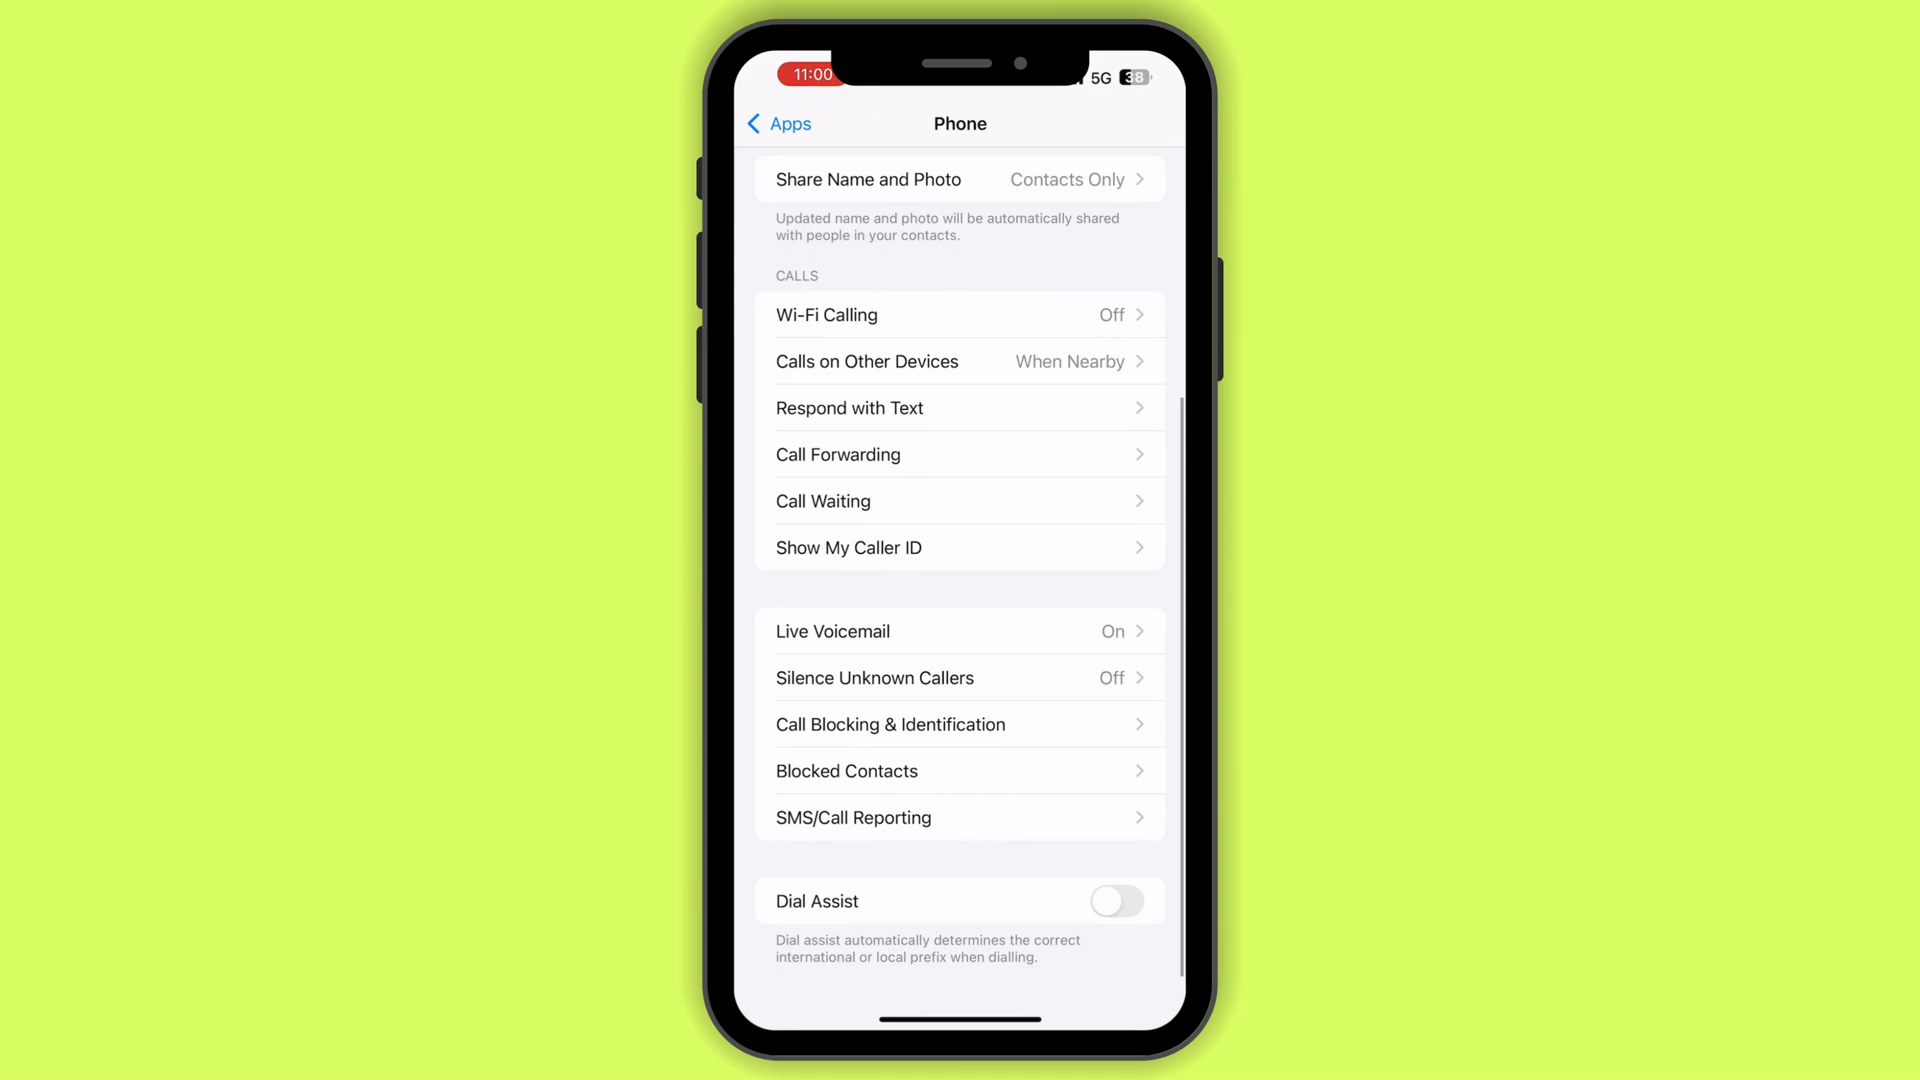 11:00
5G 38
Apps
Phone
Share Name and Photo Contacts Only
Updated name and photo will be automatically shared
with people in your contacts.
CALLS
Wi-Fi Calling Off
Calls on Other Devices When Nearby
Respond with Text
Call Forwarding
Call Waiting
Show My Caller ID
Live Voicemail On
Silence Unknown Callers Off
Call Blocking & Identification
Blocked Contacts
SMS/Call Reporting
Dial Assist
Dial assist automatically determines the correct
international or local prefix when dialling.